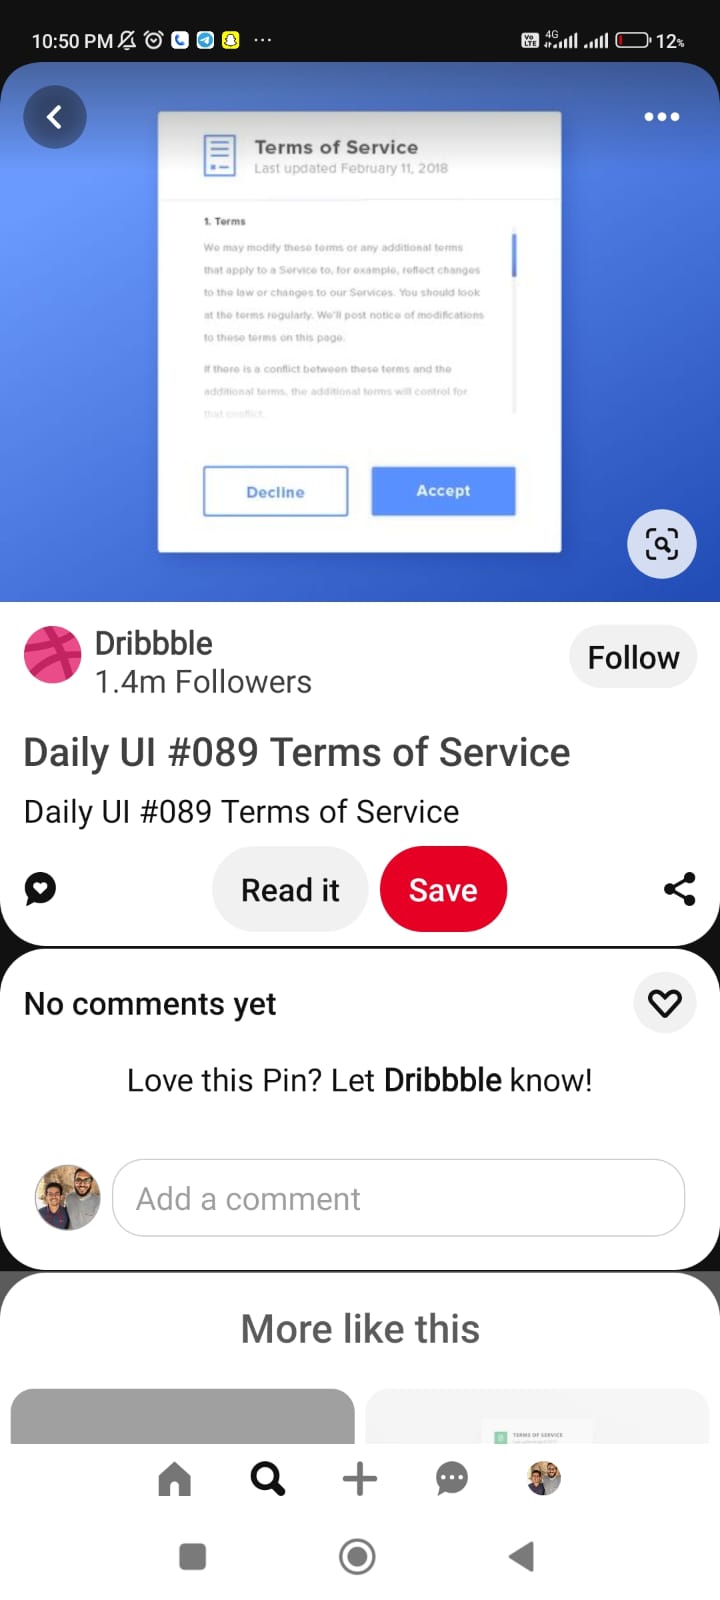 10:50 PM
Vo LTE 4G 12%
Terms of Service
Last updated February 11, 2018
1. Terms
We may modify these terms or any additional terms
that apply to a Service to, for example, reflect changes
to the law or changes to our Services. You should look
at the terms regularly. We'll post notice of modifications
to these terms on this page.
If there is a conflict between these terms and the
additional terms, the additional terms will control for
that conflict.
Decline
Accept
Dribbble
1.4m Followers
Follow
Daily UI #089 Terms of Service
Daily UI #089 Terms of Service
Read it
Save
No comments yet
Love this Pin? Let Dribbble know!
Add a comment
More like this
TERMS OF SERVICE